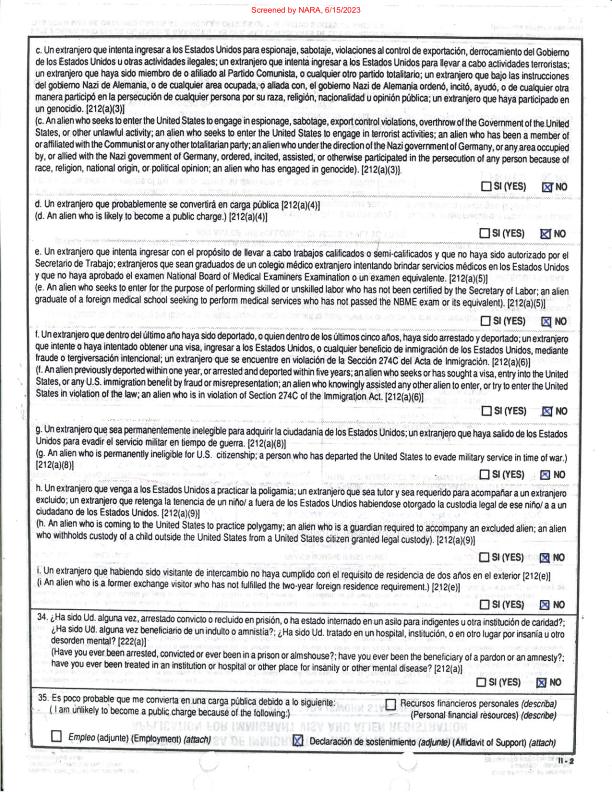 Screened by NARA, 6/15/2023
c. Un extranjero que intenta ingresar a los Estados Unidos para espionaje, sabotaje, violaciones al control de exportación, derrocamiento del Gobierno
de los Estados Unidos u otras actividades ilegales; un extranjero que intenta ingresar a los Estados Unidos para llevar a cabo actividades terroristas;
un extranjero que haya sido miembro de o afiliado al Partido Comunista, o cualquier otro partido totalitario; un extranjero que bajo las instrucciones
del gobierno Nazi de Alemania, o de cualquier area ocupada, o aliada con, el gobierno Nazi de Alemania ordenó, incitó, ayudó, o de cualquier otra
manera participó en la persecución de cualquier persona por su raza, religión, nacionalidad u opinión pública; un extranjero que haya participado en
un genocidio. [212(a)3)]
(c. An alien who seeks to enter the United States to engage in espionage, sabotage, export control violations, overthrow of the Government of the United
States, or other unlawful activity; an alien who seeks to enter the United States to engage in terrorist activities; an alien who has been a member of
or affiliated with the Communist or any other totalitarian party; an alien who under the direction of the Nazi government of Germany, or any area occupied
by, or allied with the Nazi government of Germany, ordered, incited, assisted, or otherwise participated in the persecution of any person because of
race, religion, national origin, or political opinion; an alien who has engaged in genocide). [212(a)(3)]
SI (YES) NO
d. Un extranjero que probablemente se convertirá en carga pública [212(a)(4)]
(d. An alien who is likely to become a public charge.) [212(a)(4)]
SI (YES) NO
e. Un extranjero que intenta ingresar con el propósito de llevar a cabo trabajos calificados o semi-calificados y que no haya sido autorizado por el
Secretario de Trabajo; extranjeros que sean graduados de un colegio médico extranjero intentando brindar servicios médicos en los Estados Unidos
y que no haya aprobado el examen National Board of Medical Examiners Examination o un examen equivalente. [212(a)(5)]
(e. An alien who seeks to enter for the purpose of performing skilled or unskilled labor who has not been certified by the Secretary of Labor; an alien
graduate of a foreign medical school seeking to perform medical services who has not passed the NBME exam or its equivalent). [212(a)(5)]
SI (YES) NO
f. Un extranjero que dentro del último año haya sido deportado, o quien dentro de los últimos cinco años, haya sido arrestado y deportado; un extranjero
que intente o haya intentado obtener una visa, ingresar a los Estados Unidos, o cualquier beneficio de inmigración de los Estados Unidos, mediante
fraude o tergiversación intencional; un extranjero que se encuentre en violación de la Sección 274C del Acta de Inmigración. [212(a)(6)]
(f. An alien previously deported within one year, or arrested and deported within five years; an alien who seeks or has sought a visa, entry into the United
States, or any U.S. immigration benefit by fraud or misrepresentation; an alien who knowingly assisted any other alien to enter, or try to enter the United
States in violation of the law; an alien who is in violation of Section 274C of the Immigration Act. [212(a)(6)]
SI (YES) NO
g. Un extranjero que sea permanentemente inelegible para adquirir la ciudadanía de los Estados Unidos; un extranjero que haya salido de los Estados
Unidos para evadir el servicio militar en tiempo de guerra. [212(a)(8)]
(g. An alien who is permanently ineligible for U.S. citizenship; a person who has departed the United States to evade military service in time of war.)
[212(a)(8)]
SI (YES) NO
h. Un extranjero que venga a los Estados Unidos a practicar la poligamia; un extranjero que sea tutor y sea requerido para acompañar a un extranjero
excluido; un extranjero que retenga la tenencia de un niño/ a fuera de los Estados Undios habiendose otorgado la custodia legal de ese niño/ a a un
ciudadano de los Estados Unidos. [212(a)(9)]
(h. An alien who is coming to the United States to practice polygamy; an alien who is a guardian required to accompany an excluded alien; an alien
who withholds custody of a child outside the United States from a United States citizen granted legal custody). [212(a)(9)]
SI (YES) NO
i. Un extranjero que habiendo sido visitante de intercambio no haya cumplido con el requisito de residencia de dos años en el exterior [212(e)]
(i An alien who is a former exchange visitor who has not fulfilled the two-year foreign residence requirement.) [212(e)]
SI (YES) NO
34. ¿Ha sido Ud. alguna vez, arrestado convicto o recluido en prisión, o ha estado internado en un asilo para indigentes u otra institución de caridad?;
¿Ha sido Ud. alguna vez beneficiario de un indulto o amnistia?; ¿Ha sido Ud. tratado en un hospital, institución, o en otro lugar por insanía u otro
desorden mental? [222(a)]
(Have you ever been arrested, convicted or ever been in a prison or almshouse?; have you ever been the beneficiary of a pardon or an amnesty?;
have you ever been treated in an institution or hospital or other place for insanity or other mental disease? [212(a)]
SI (YES) NO
35. Es poco probable que me convierta en una carga pública debido a lo siguiente:
( I am unlikely to become a public charge because of the following:)
Recursos financieros personales (describa)
(Personal financial resources) (describe)
Empleo (adjunte) (Employment) (attach)
Declaración de sostenimiento (adjunte) (Affidavit of Support) (attach)
II - 2